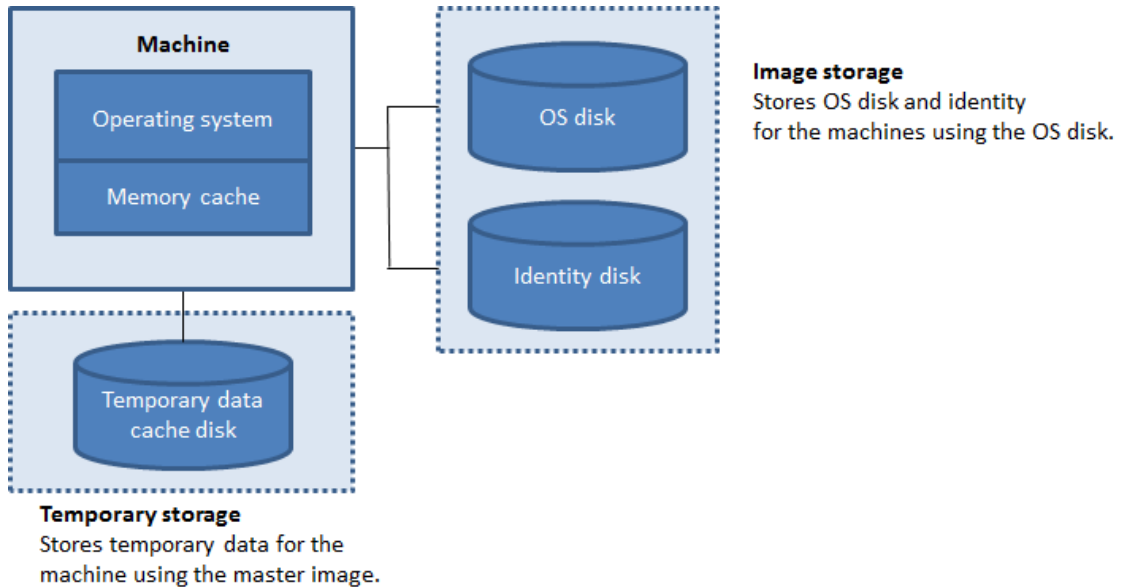 Machine
Operating system
Memory cache
OS disk
Identity disk
Image storage
Stores OS disk and identity
for the machines using the OS disk.
Temporary data
cache disk
Temporary storage
Stores temporary data for the
machine using the master image.